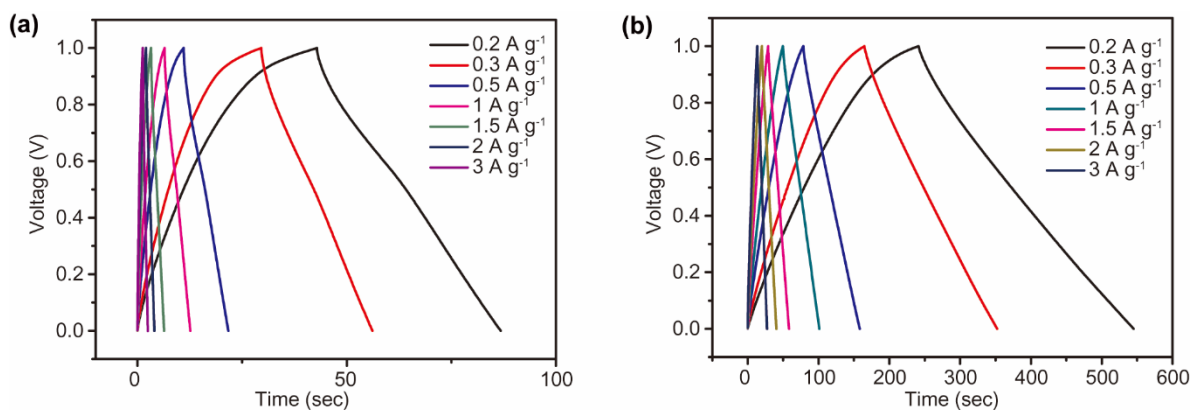 (a)
1.0
0.8
0.6
0.4
0.2
0.0
Voltage (V)
0.2 A g⁻¹
0.3 A g⁻¹
0.5 A g⁻¹
1 A g⁻¹
1.5 A g⁻¹
2 A g⁻¹
3 A g⁻¹
0 50 100
Time (sec)
(b)
1.0
0.8
0.6
0.4
0.2
0.0
Voltage (V)
0.2 A g⁻¹
0.3 A g⁻¹
0.5 A g⁻¹
1 A g⁻¹
1.5 A g⁻¹
2 A g⁻¹
3 A g⁻¹
0 100 200 300 400 500 600
Time (sec)